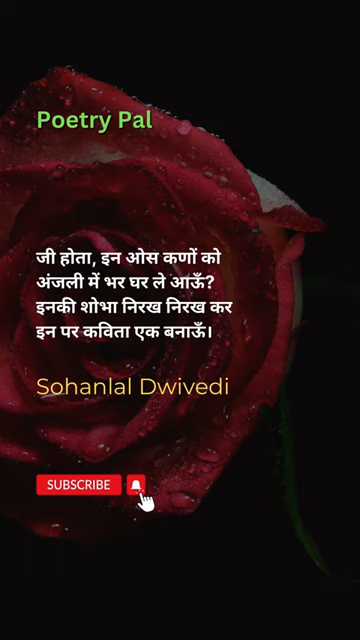 Poetry Pal
जी होता, इन ओस कणों को
अंजली में भर घर ले आऊँ?
इनकी शोभा निरख निरख कर
इन पर कविता एक बनाऊँ।
Sohanlal Dwivedi
SUBSCRIBE